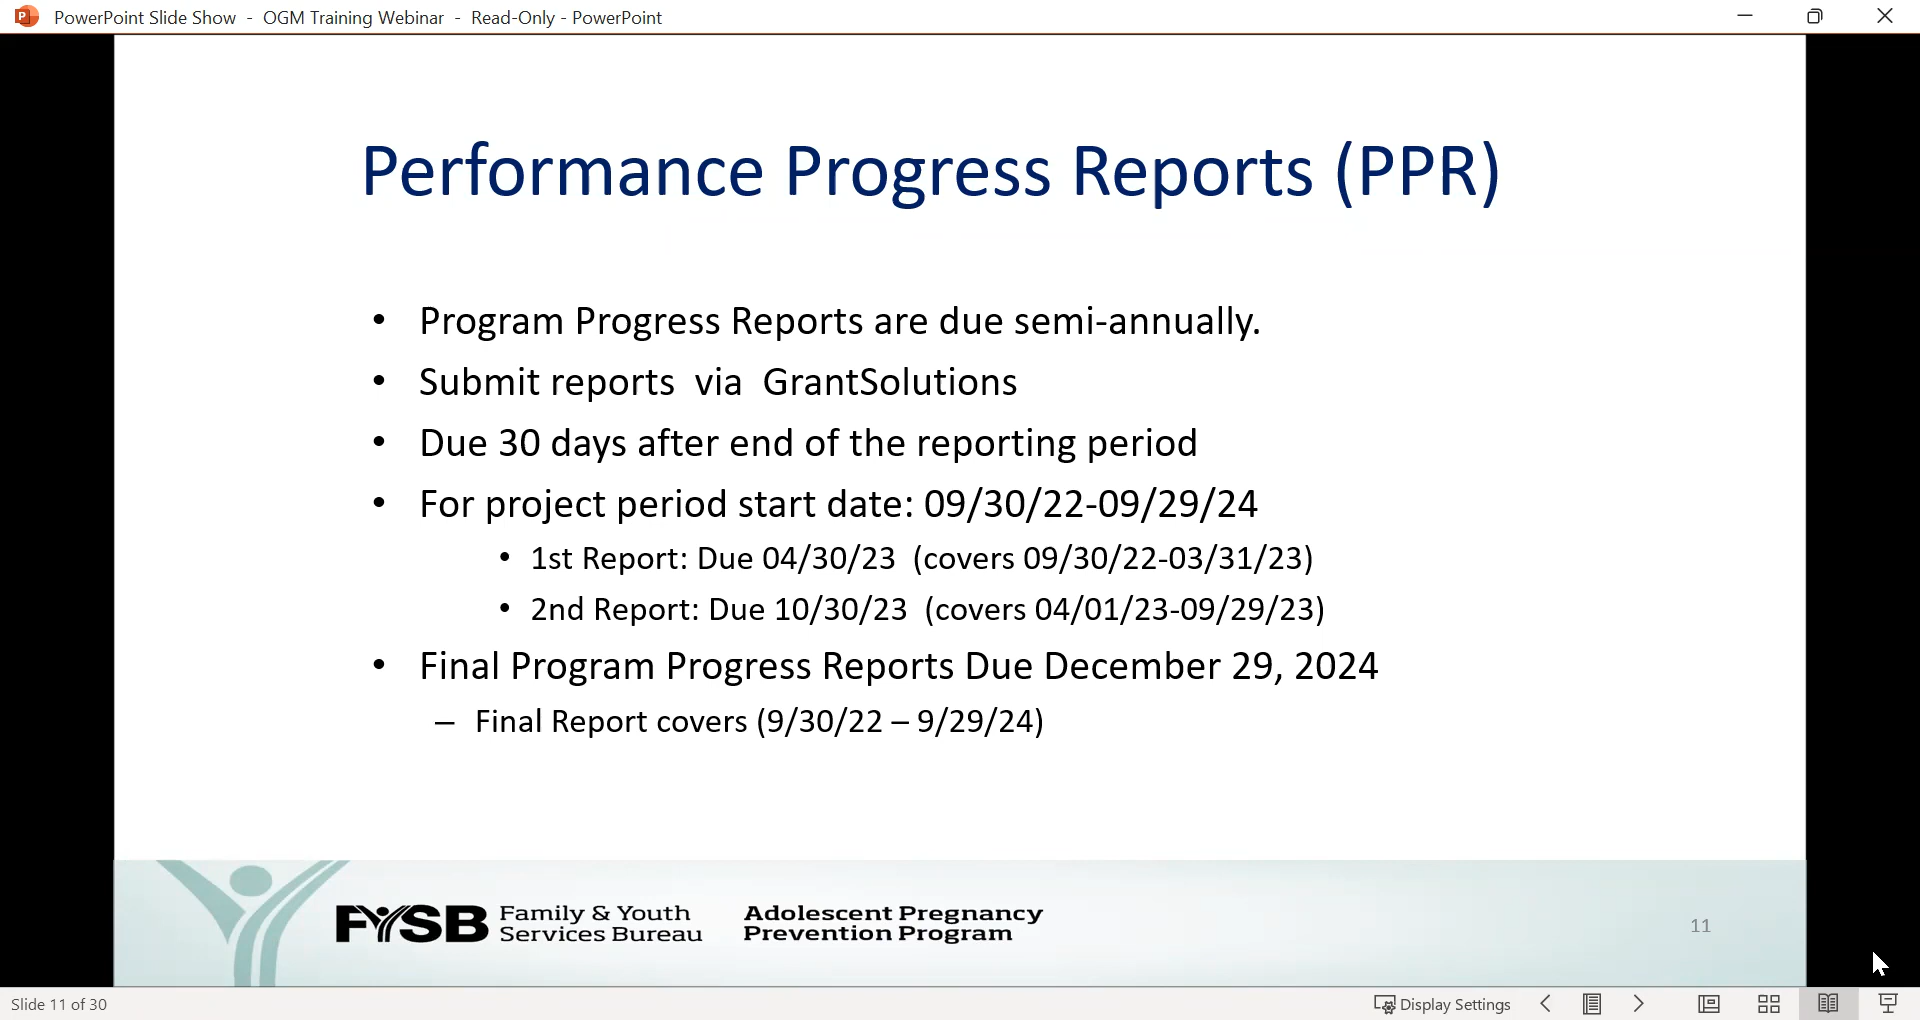 PowerPoint Slide Show - OGM Training Webinar - Read-Only - PowerPoint
Performance Progress Reports (PPR)
• Program Progress Reports are due semi-annually.
• Submit reports via GrantSolutions
• Due 30 days after end of the reporting period
• For project period start date: 09/30/22-09/29/24
• 1st Report: Due 04/30/23 (covers 09/30/22-03/31/23)
• 2nd Report: Due 10/30/23 (covers 04/01/23-09/29/23)
• Final Program Progress Reports Due December 29, 2024
– Final Report covers (9/30/22 – 9/29/24)
FYSB Family & Youth Services Bureau
Adolescent Pregnancy Prevention Program
11
Slide 11 of 30
Display Settings